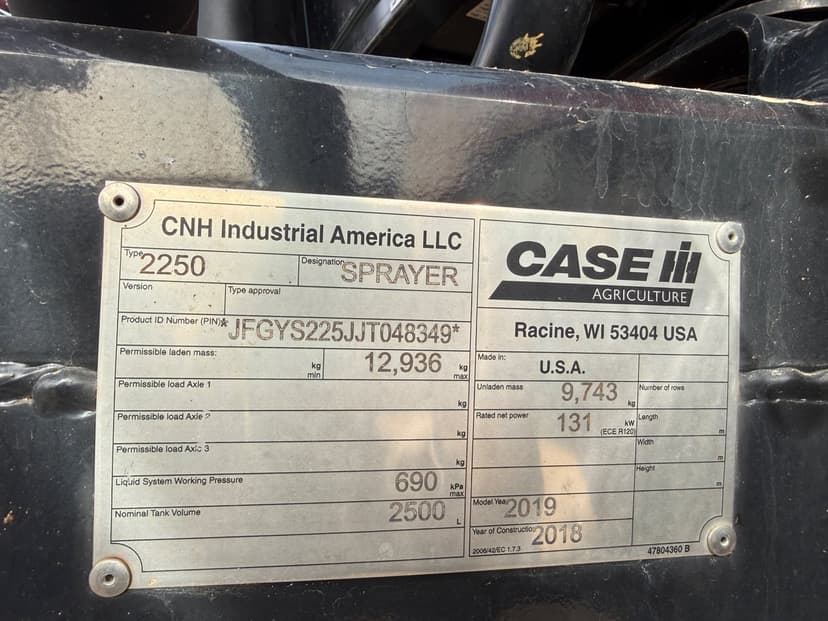 CNH Industrial America LLC
Type
2250
Designation
SPRAYER
Version
Type approval
Product ID Number (PIN)
*JFGYS225JJT048349*
Permissible laden mass:
kg
min
12,936
kg
max
Permissible load Axle 1
kg
Permissible load Axle 2
kg
Permissible load Axle 3
kg
Liquid System Working Pressure
690
kPa
max
Nominal Tank Volume
2500
L
CASE IH
AGRICULTURE
Racine, WI 53404 USA
Made in:
U.S.A.
Unladen mass
9,743
kg
Number of rows
Rated net power
131
kW
(ECE R120)
Length
m
Width
m
Height
m
Model Year
2019
Year of Construction
2018
2006/42/EC 1.7.3
47804360 B